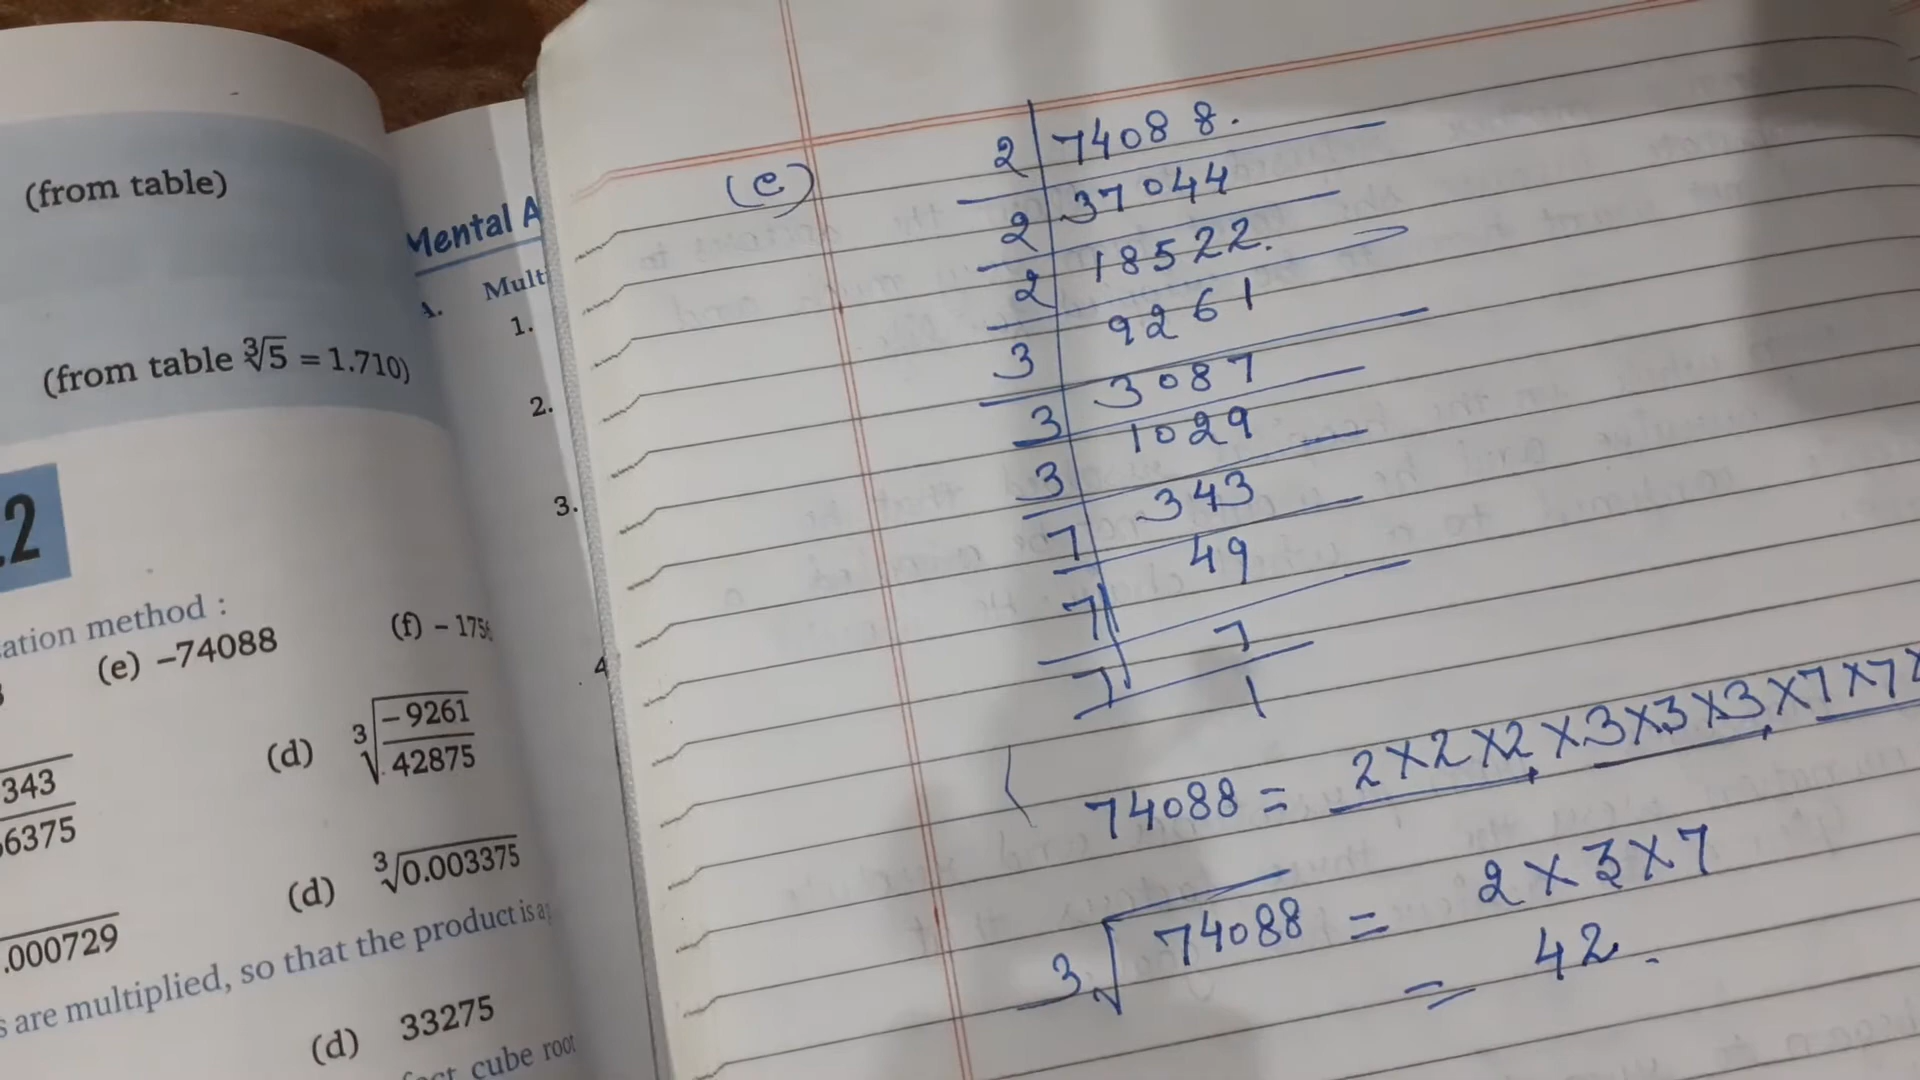 (from table)
(from table ∛5 = 1.710)
.2
ation method :
(e) –74088
(f) – 1756
(d) ∛(–9261/42875)
343
6375
(d) ∛0.003375
.000729
s are multiplied, so that the product is a
(d) 33275
cube root
Mental A
A. Mult
1.
2.
3.
4
(e)
2 | 74088.
2 | 37044
2 | 18522.
3 | 9261
3 | 3087
3 | 1029
7 | 343
7 | 49
7 | 7
1
74088 = 2×2×2×3×3×3×7×7×
∛74088 = 2×3×7
= 42.